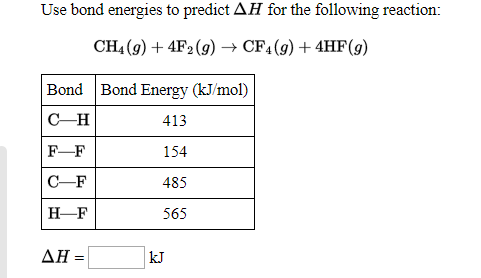 Use bond energies to predict ΔH for the following reaction:
CH₄(g) + 4F₂(g) → CF₄(g) + 4HF(g)
Bond Bond Energy (kJ/mol)
C—H 413
F—F 154
C—F 485
H—F 565
ΔH = kJ